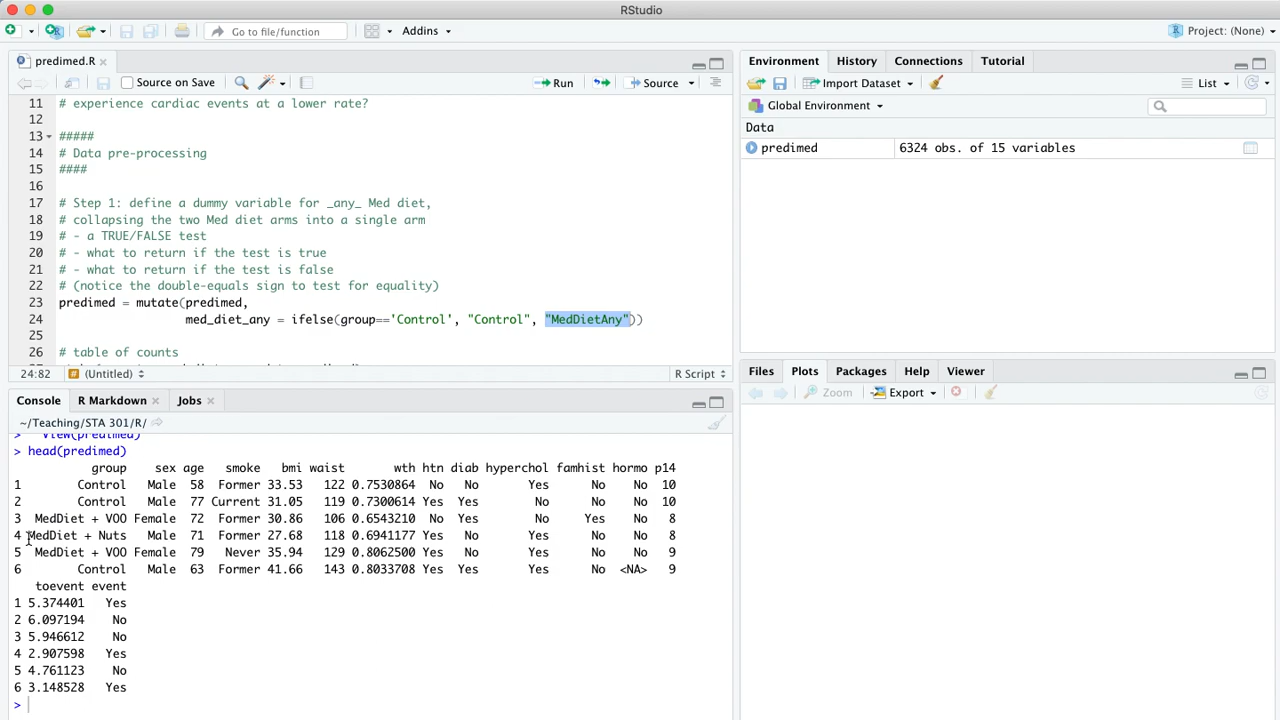 RStudio
Go to file/function
Addins
Project: (None)
predimed.R
Source on Save
Run
Source
11 # experience cardiac events at a lower rate?
12
13 #####
14 # Data pre-processing
15 ####
16
17 # Step 1: define a dummy variable for _any_ Med diet,
18 # collapsing the two Med diet arms into a single arm
19 # - a TRUE/FALSE test
20 # - what to return if the test is true
21 # - what to return if the test is false
22 # (notice the double-equals sign to test for equality)
23 predimed = mutate(predimed,
24 med_diet_any = ifelse(group=='Control', "Control", "MedDietAny"))
25
26 # table of counts
24:82 # (Untitled) R Script
Console R Markdown Jobs
~/Teaching/STA 301/R/
> View(predimed)
> head(predimed)
group sex age smoke bmi waist wth htn diab hyperchol famhist hormo p14
1 Control Male 58 Former 33.53 122 0.7530864 No No Yes No No 10
2 Control Male 77 Current 31.05 119 0.7300614 Yes Yes No No No 10
3 MedDiet + VOO Female 72 Former 30.86 106 0.6543210 No Yes No Yes No 8
4 MedDiet + Nuts Male 71 Former 27.68 118 0.6941177 Yes No Yes No No 8
5 MedDiet + VOO Female 79 Never 35.94 129 0.8062500 Yes No Yes No No 9
6 Control Male 63 Former 41.66 143 0.8033708 Yes Yes Yes No <NA> 9
toevent event
1 5.374401 Yes
2 6.097194 No
3 5.946612 No
4 2.907598 Yes
5 4.761123 No
6 3.148528 Yes
>
Environment History Connections Tutorial
Import Dataset List
Global Environment
Data
predimed 6324 obs. of 15 variables
Files Plots Packages Help Viewer
Zoom Export